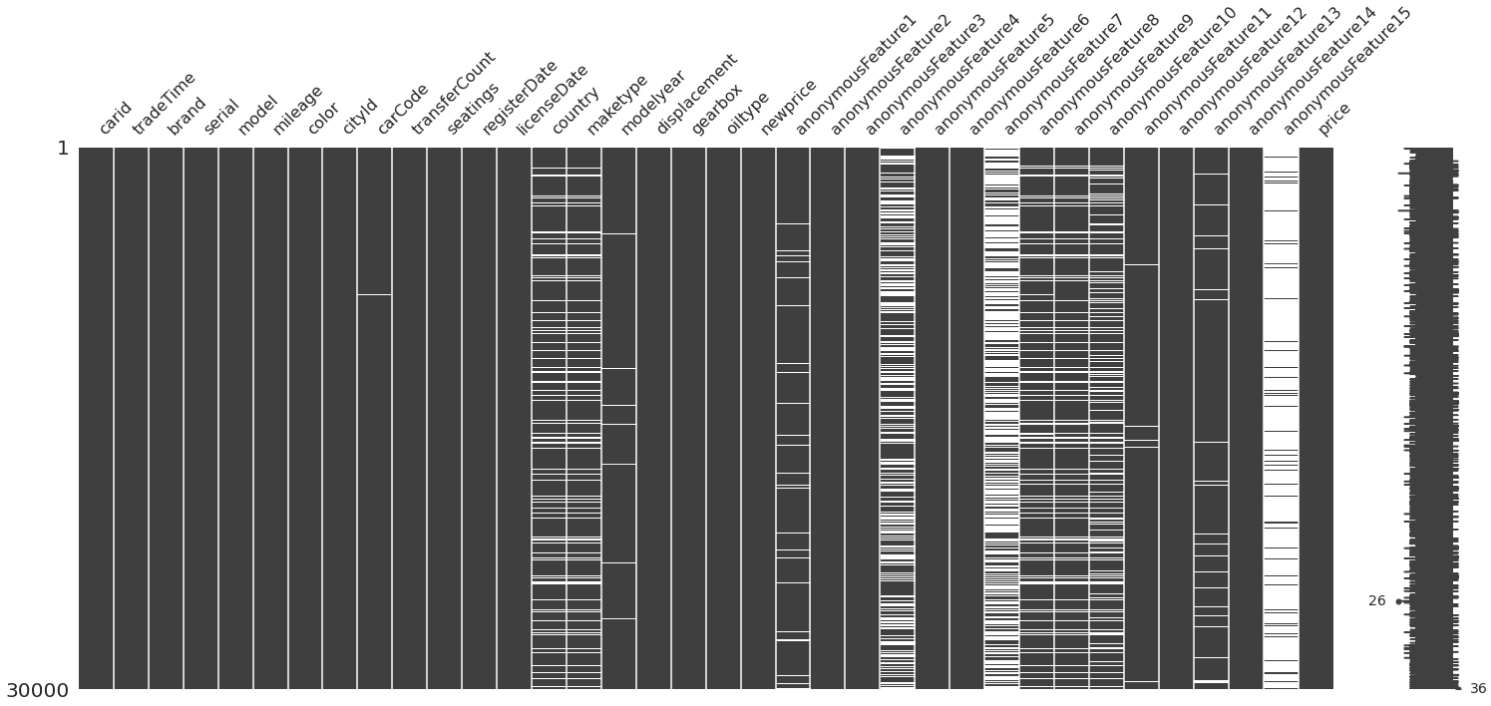 carid
tradeTime
brand
serial
model
mileage
color
cityId
carCode
transferCount
seatings
registerDate
licenseDate
country
maketype
modelyear
displacement
gearbox
oiltype
newprice
anonymousFeature1
anonymousFeature2
anonymousFeature3
anonymousFeature4
anonymousFeature5
anonymousFeature6
anonymousFeature7
anonymousFeature8
anonymousFeature9
anonymousFeature10
anonymousFeature11
anonymousFeature12
anonymousFeature13
anonymousFeature14
anonymousFeature15
price
1
26
30000
36